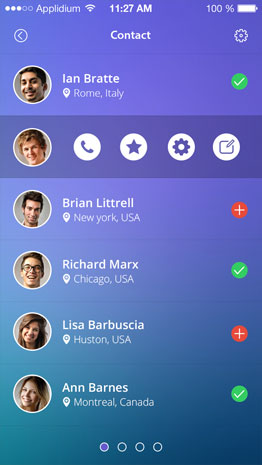 Applidium 11:27 AM 100 %
Contact
Ian Bratte
Rome, Italy
Brian Littrell
New york, USA
Richard Marx
Chicago, USA
Lisa Barbuscia
Huston, USA
Ann Barnes
Montreal, Canada